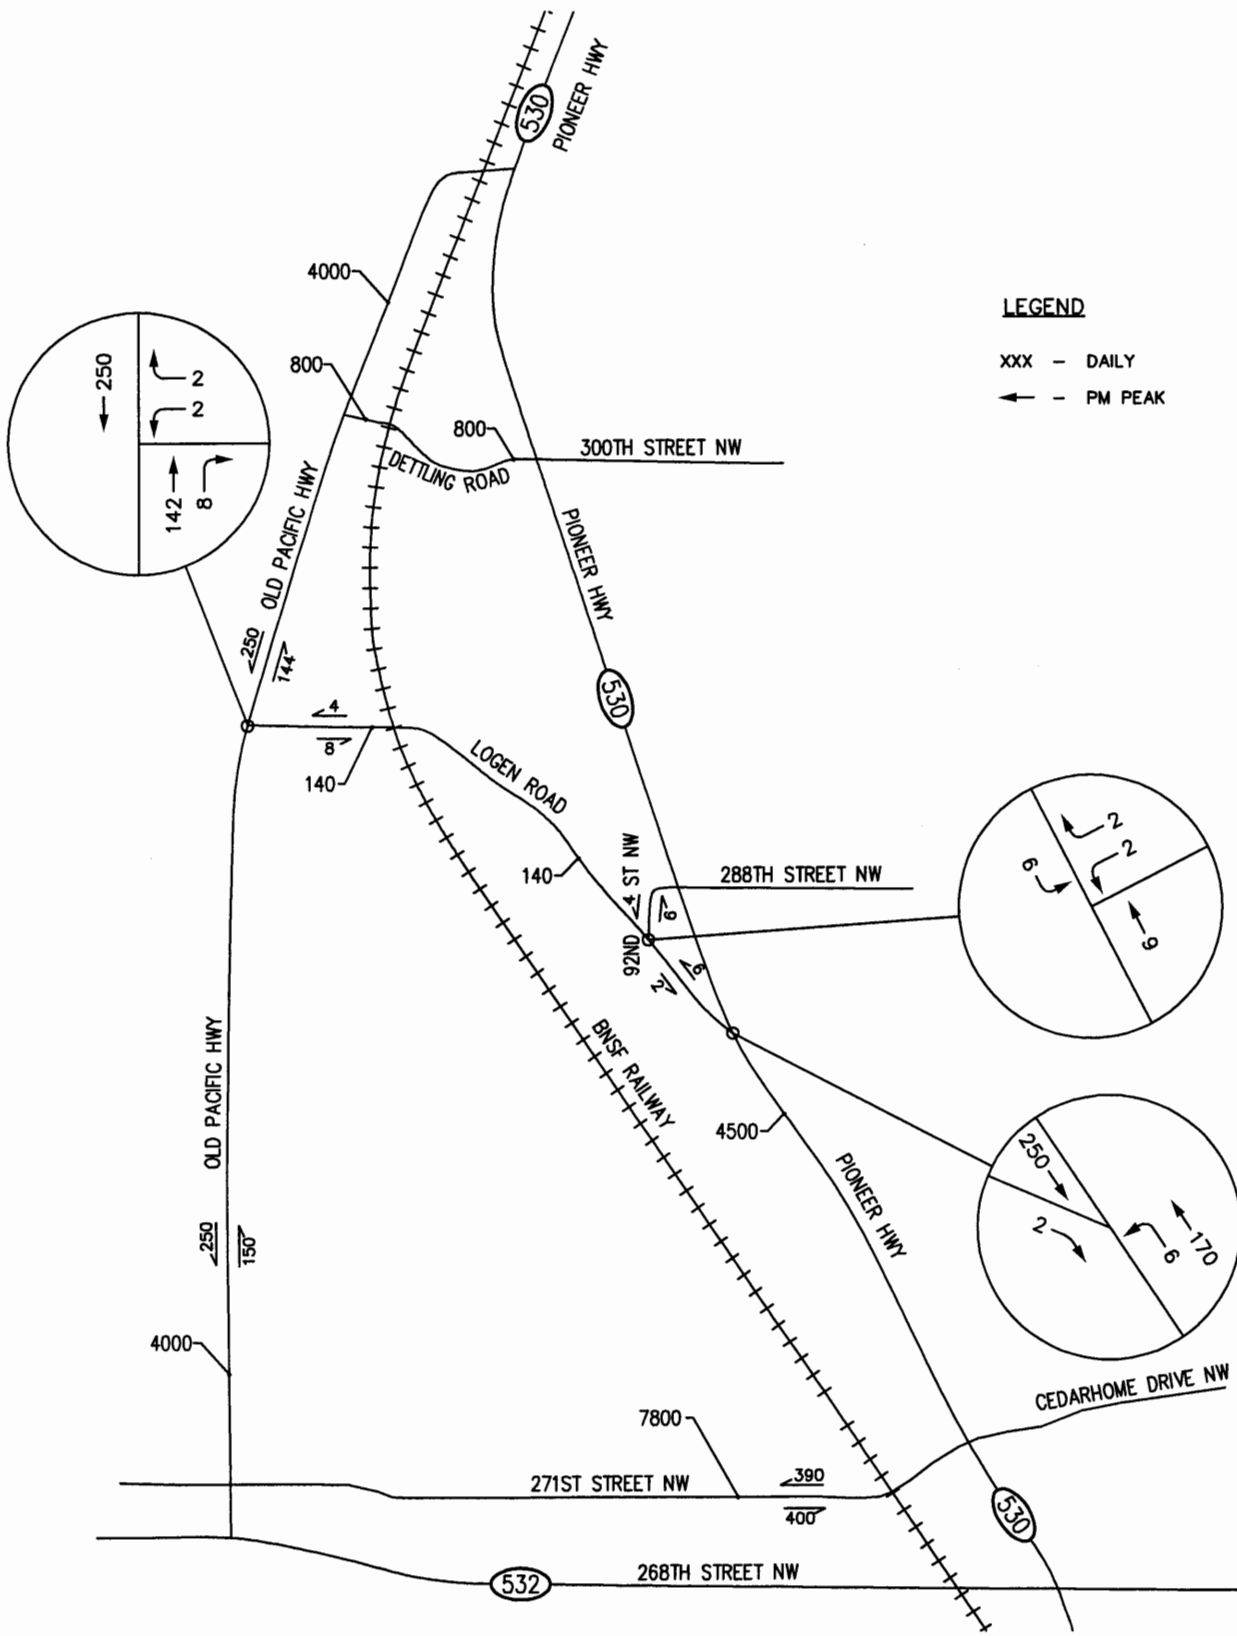 530
PIONEER HWY
4000
LEGEND
XXX - DAILY
- PM PEAK
250
2
2
142
8
800
800
300TH STREET NW
DETTLING ROAD
OLD PACIFIC HWY
PIONEER HWY
250
144
530
4
8
140
LOGEN ROAD
140
92ND ST NW
4
6
288TH STREET NW
2
6
2
2
6
6
BNSF RAILWAY
OLD PACIFIC HWY
4500
PIONEER HWY
250
2
6
170
250
150
4000
7800
CEDARHOME DRIVE NW
271ST STREET NW
390
400
530
532
268TH STREET NW